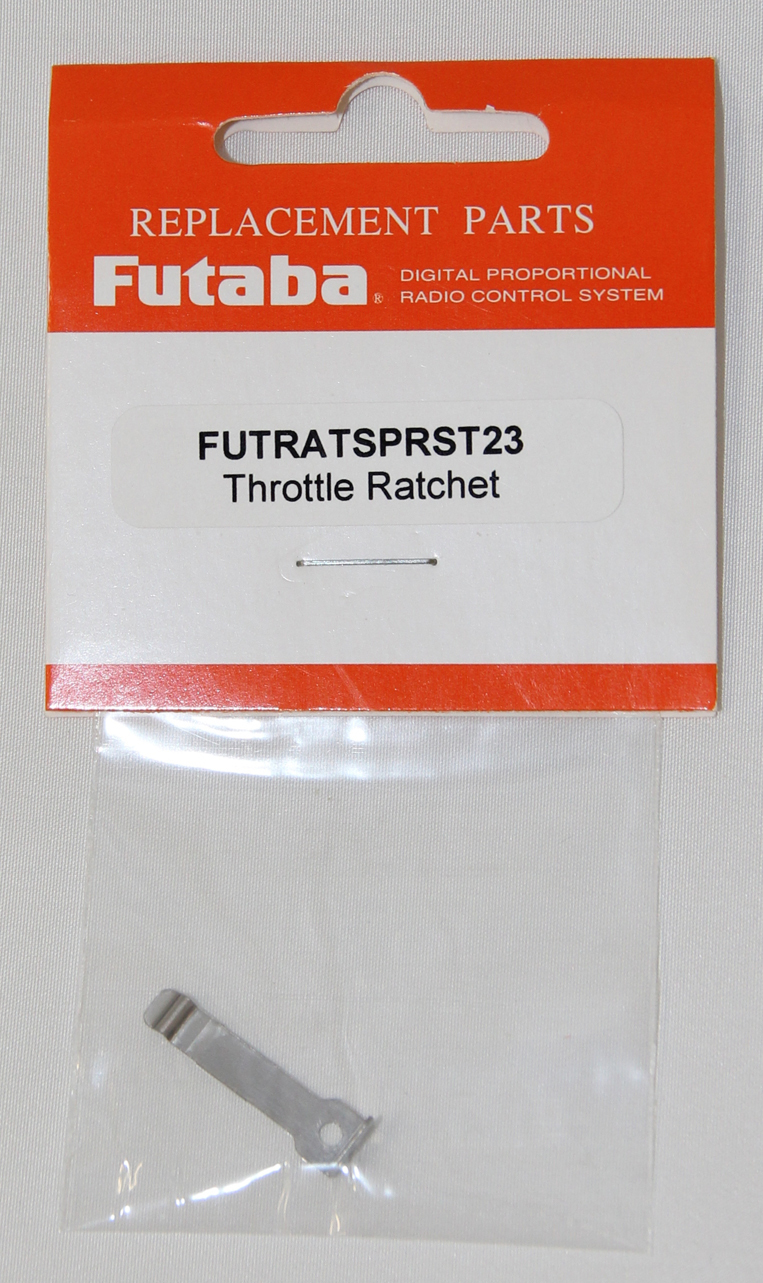 REPLACEMENT PARTS
Futaba®
DIGITAL PROPORTIONAL
RADIO CONTROL SYSTEM
FUTRATSPRST23
Throttle Ratchet